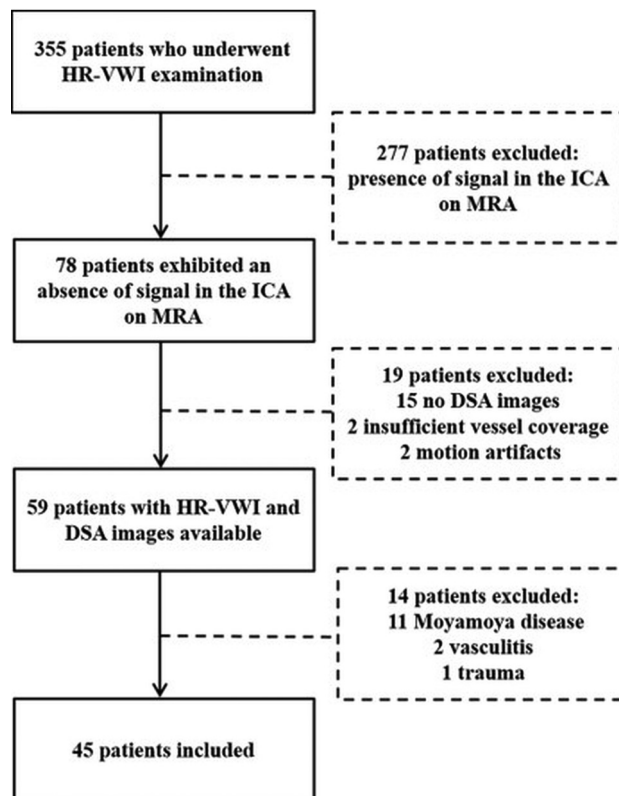 355 patients who underwent
HR-VWI examination
277 patients excluded:
presence of signal in the ICA
on MRA
78 patients exhibited an
absence of signal in the ICA
on MRA
19 patients excluded:
15 no DSA images
2 insufficient vessel coverage
2 motion artifacts
59 patients with HR-VWI and
DSA images available
14 patients excluded:
11 Moyamoya disease
2 vasculitis
1 trauma
45 patients included